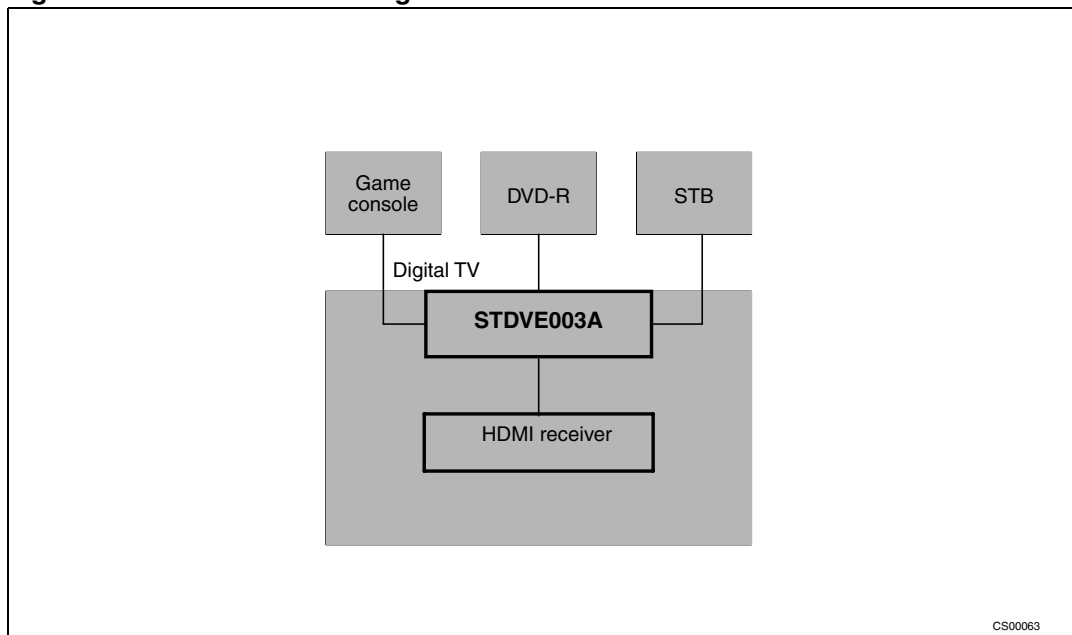 Game
console
DVD-R
STB
Digital TV
STDVE003A
HDMI receiver
CS00063